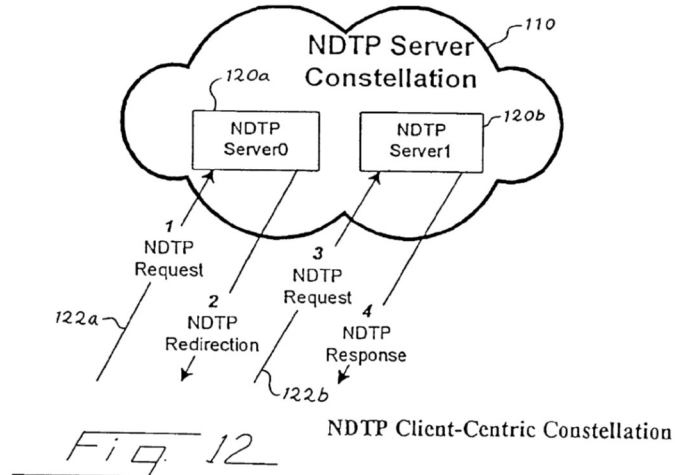 110
NDTP Server
Constellation
120a
120b
NDTP
Server0
NDTP
Server1
1
NDTP
Request
2
NDTP
Redirection
3
NDTP
Request
4
NDTP
Response
122a
122b
NDTP Client-Centric Constellation
Fig. 12